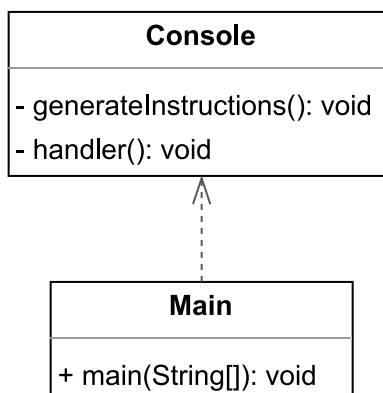 Console
- generateInstructions(): void
- handler(): void
Main
+ main(String[]): void